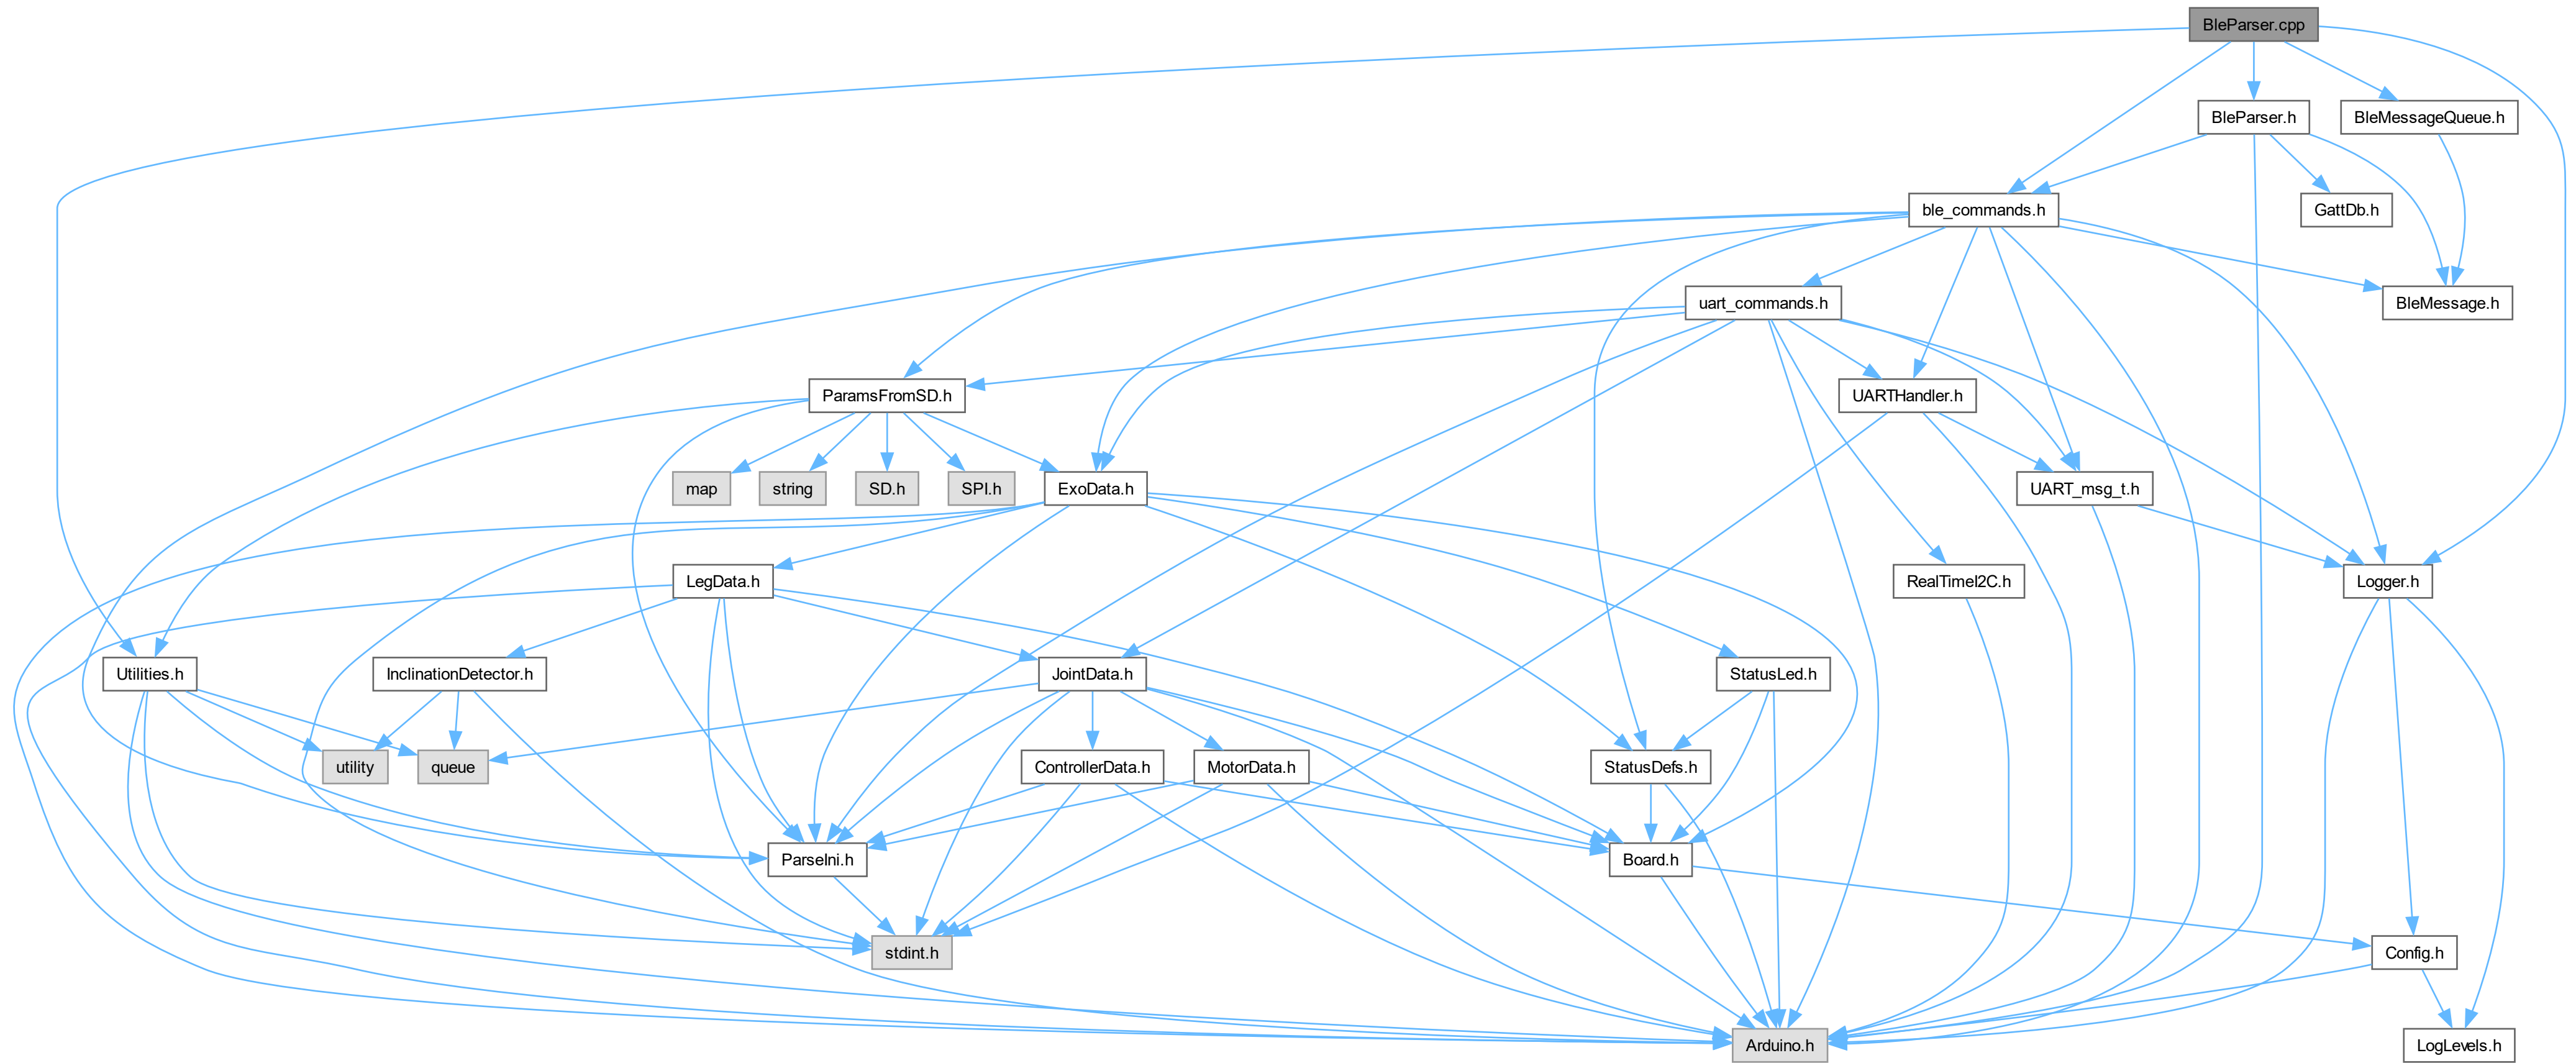 BleParser.cpp
BleParser.h
BleMessageQueue.h
ble_commands.h
GattDb.h
uart_commands.h
BleMessage.h
ParamsFromSD.h
UARTHandler.h
map
string
SD.h
SPI.h
ExoData.h
UART_msg_t.h
LegData.h
RealTimeI2C.h
Logger.h
Utilities.h
InclinationDetector.h
JointData.h
StatusLed.h
utility
queue
ControllerData.h
MotorData.h
StatusDefs.h
ParseIni.h
Board.h
stdint.h
Config.h
Arduino.h
LogLevels.h